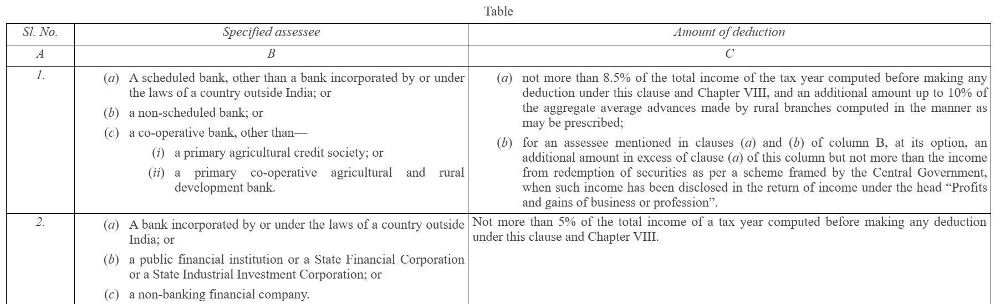 Table
Sl. No. Specified assessee Amount of deduction
A B C
1.
(a) A scheduled bank, other than a bank incorporated by or under
the laws of a country outside India; or
(b) a non-scheduled bank; or
(c) a co-operative bank, other than—
(i) a primary agricultural credit society; or
(ii) a primary co-operative agricultural and rural
development bank.
(a) not more than 8.5% of the total income of the tax year computed before making any
deduction under this clause and Chapter VIII, and an additional amount up to 10% of
the aggregate average advances made by rural branches computed in the manner as
may be prescribed;
(b) for an assessee mentioned in clauses (a) and (b) of column B, at its option, an
additional amount in excess of clause (a) of this column but not more than the income
from redemption of securities as per a scheme framed by the Central Government,
when such income has been disclosed in the return of income under the head “Profits
and gains of business or profession”.
2.
(a) A bank incorporated by or under the laws of a country outside
India; or
(b) a public financial institution or a State Financial Corporation
or a State Industrial Investment Corporation; or
(c) a non-banking financial company.
Not more than 5% of the total income of a tax year computed before making any deduction
under this clause and Chapter VIII.